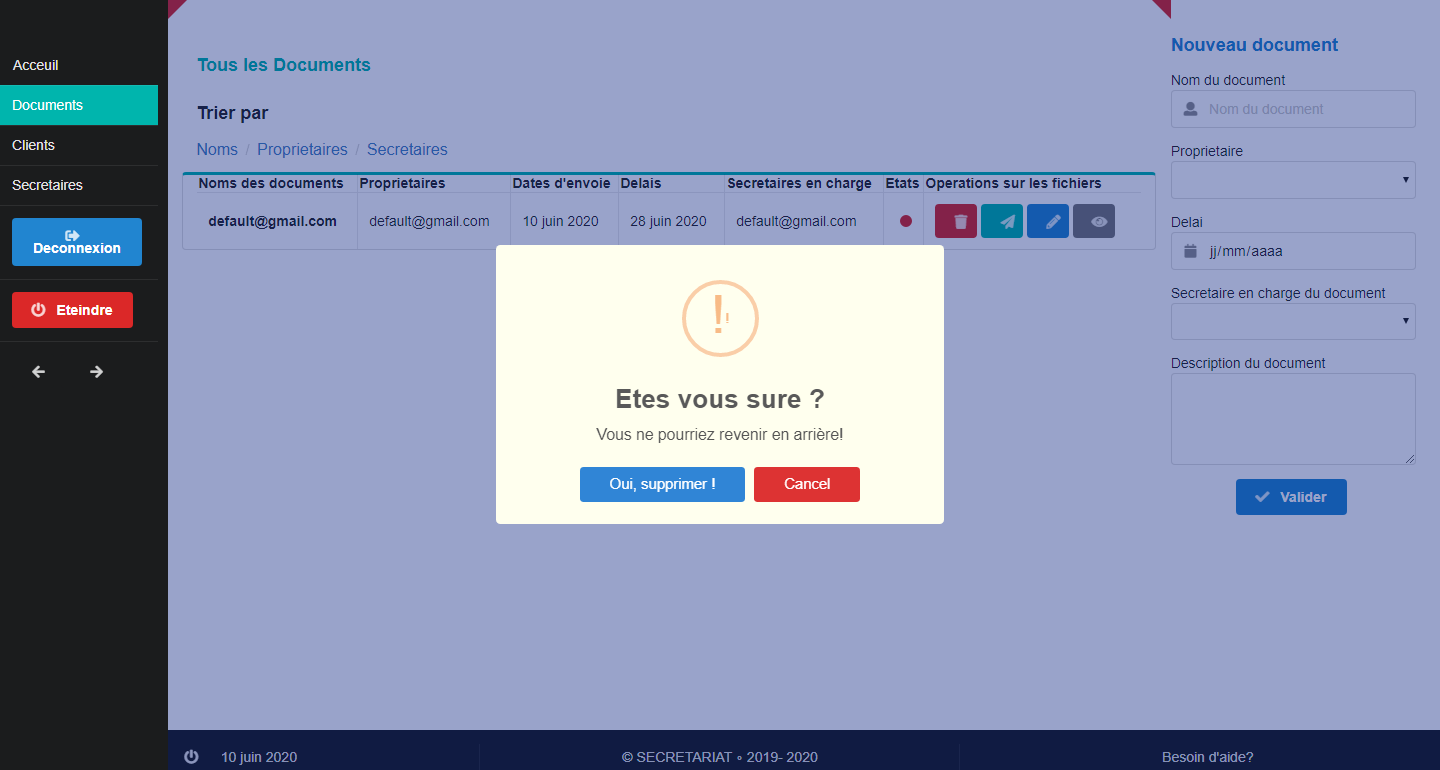 Acceuil
Documents
Clients
Secretaires
Deconnexion
Eteindre
Tous les Documents
Trier par
Noms / Proprietaires / Secretaires
Noms des documents Proprietaires Dates d'envoie Delais Secretaires en charge Etats Operations sur les fichiers
default@gmail.com default@gmail.com 10 juin 2020 28 juin 2020 default@gmail.com
!
!
Etes vous sure ?
Vous ne pourriez revenir en arrière!
Oui, supprimer ! Cancel
Nouveau document
Nom du document
Nom du document
Proprietaire
Delai
jj/mm/aaaa
Secretaire en charge du document
Description du document
Valider
10 juin 2020 © SECRETARIAT ∘ 2019- 2020 Besoin d'aide?